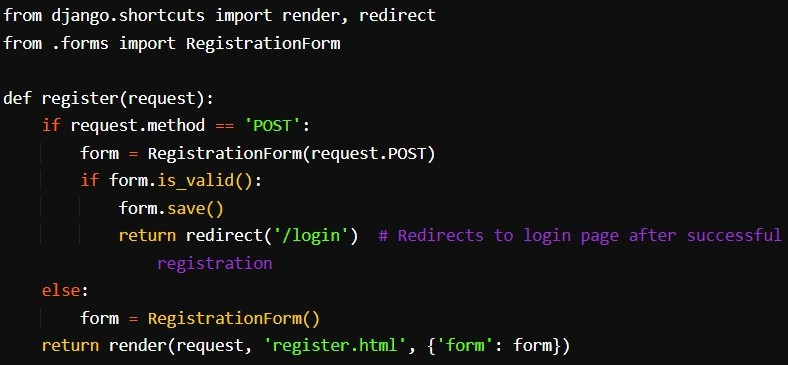 from django.shortcuts import render, redirect
from .forms import RegistrationForm

def register(request):
    if request.method == 'POST':
        form = RegistrationForm(request.POST)
        if form.is_valid():
            form.save()
            return redirect('/login')  # Redirects to login page after successful
                registration
    else:
        form = RegistrationForm()
    return render(request, 'register.html', {'form': form})